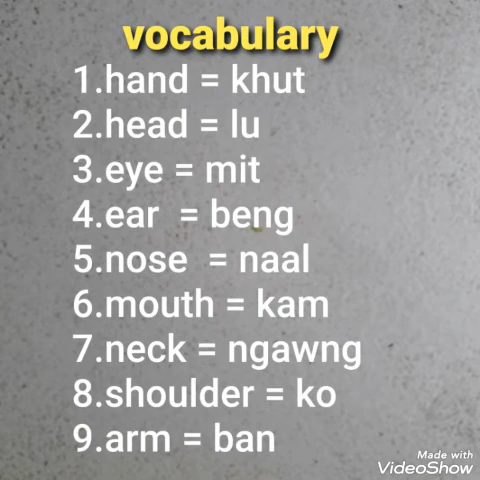 vocabulary
1.hand = khut
2.head = lu
3.eye = mit
4.ear = beng
5.nose = naal
6.mouth = kam
7.neck = ngawng
8.shoulder = ko
9.arm = ban
Made with
VideoShow